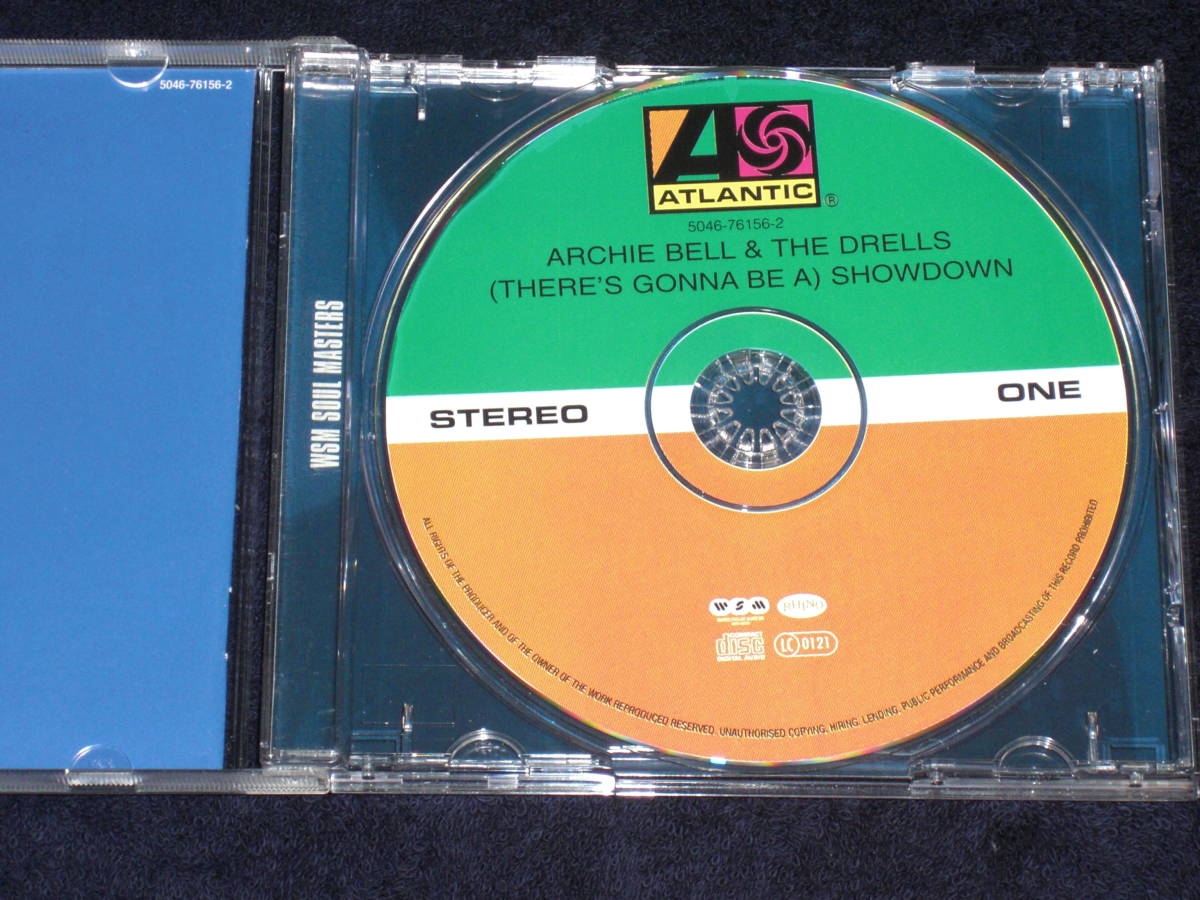 5046-76156-2
WSM SOUL MASTERS
ATLANTIC ®
5046-76156-2
ARCHIE BELL & THE DRELLS
(THERE'S GONNA BE A) SHOWDOWN
STEREO
ONE
WSM
RHINO
COMPACT
disc
DIGITAL AUDIO
LC 0121
ALL RIGHTS OF THE PRODUCER AND OF THE OWNER OF THE WORK REPRODUCED RESERVED. UNAUTHORISED COPYING, HIRING, LENDING, PUBLIC PERFORMANCE AND BROADCASTING OF THIS RECORD PROHIBITED